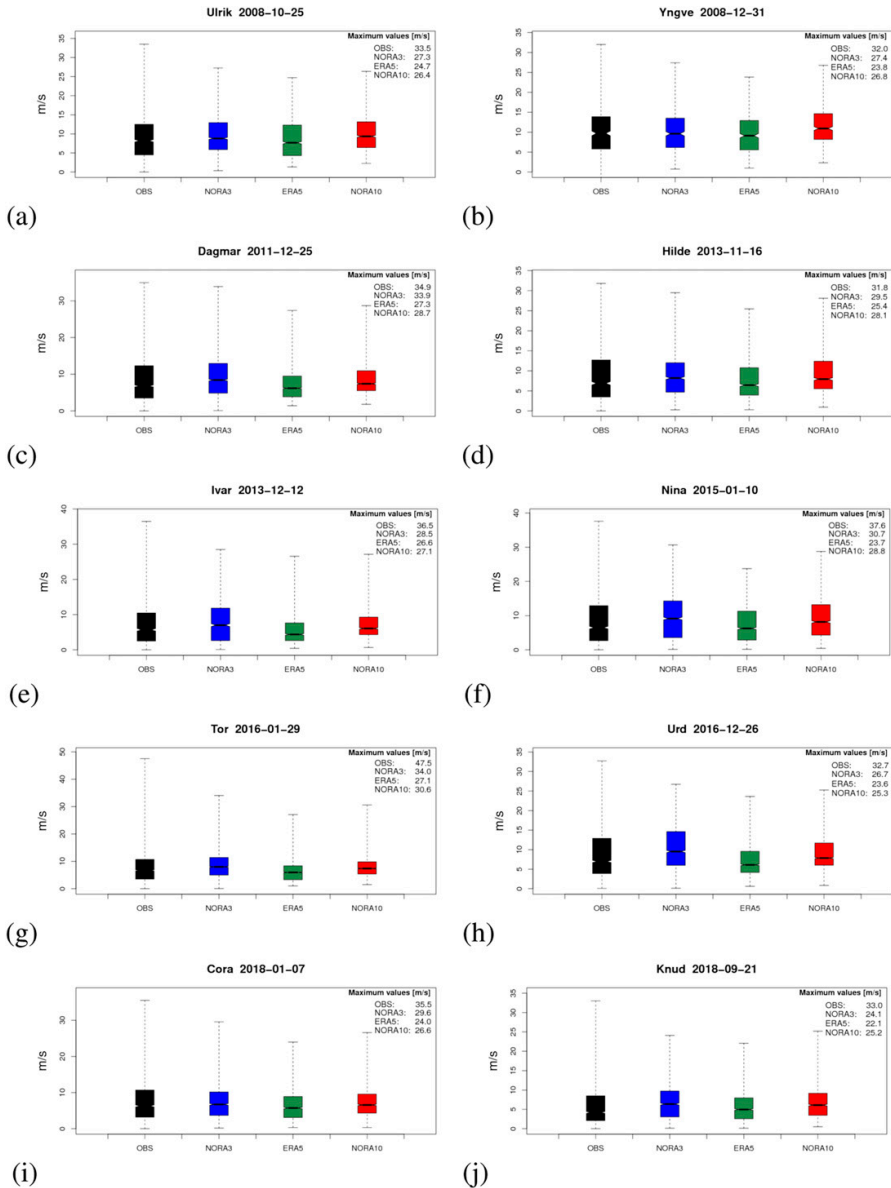 Ulrik 2008-10-25
Maximum values [m/s]
OBS: 33.5
NORA3: 27.3
ERA5: 24.7
NORA10: 26.4
m/s
0 5 10 15 20 25 30 35
OBS NORA3 ERA5 NORA10
(a)
Yngve 2008-12-31
Maximum values [m/s]
OBS: 32.0
NORA3: 27.4
ERA5: 23.8
NORA10: 26.8
m/s
0 5 10 15 20 25 30 35
OBS NORA3 ERA5 NORA10
(b)
Dagmar 2011-12-25
Maximum values [m/s]
OBS: 34.9
NORA3: 33.9
ERA5: 27.3
NORA10: 28.7
m/s
0 10 20 30
OBS NORA3 ERA5 NORA10
(c)
Hilde 2013-11-16
Maximum values [m/s]
OBS: 31.8
NORA3: 29.5
ERA5: 25.4
NORA10: 28.1
m/s
0 5 10 15 20 25 30 35
OBS NORA3 ERA5 NORA10
(d)
Ivar 2013-12-12
Maximum values [m/s]
OBS: 36.5
NORA3: 28.5
ERA5: 26.6
NORA10: 27.1
m/s
0 10 20 30 40
OBS NORA3 ERA5 NORA10
(e)
Nina 2015-01-10
Maximum values [m/s]
OBS: 37.6
NORA3: 30.7
ERA5: 23.7
NORA10: 28.8
m/s
0 10 20 30 40
OBS NORA3 ERA5 NORA10
(f)
Tor 2016-01-29
Maximum values [m/s]
OBS: 47.5
NORA3: 34.0
ERA5: 27.1
NORA10: 30.6
m/s
0 10 20 30 40 50
OBS NORA3 ERA5 NORA10
(g)
Urd 2016-12-26
Maximum values [m/s]
OBS: 32.7
NORA3: 26.7
ERA5: 23.6
NORA10: 25.3
m/s
0 5 10 15 20 25 30 35
OBS NORA3 ERA5 NORA10
(h)
Cora 2018-01-07
Maximum values [m/s]
OBS: 35.5
NORA3: 29.6
ERA5: 24.0
NORA10: 26.6
m/s
0 10 20 30
OBS NORA3 ERA5 NORA10
(i)
Knud 2018-09-21
Maximum values [m/s]
OBS: 33.0
NORA3: 24.1
ERA5: 22.1
NORA10: 25.2
m/s
0 5 10 15 20 25 30 35
OBS NORA3 ERA5 NORA10
(j)